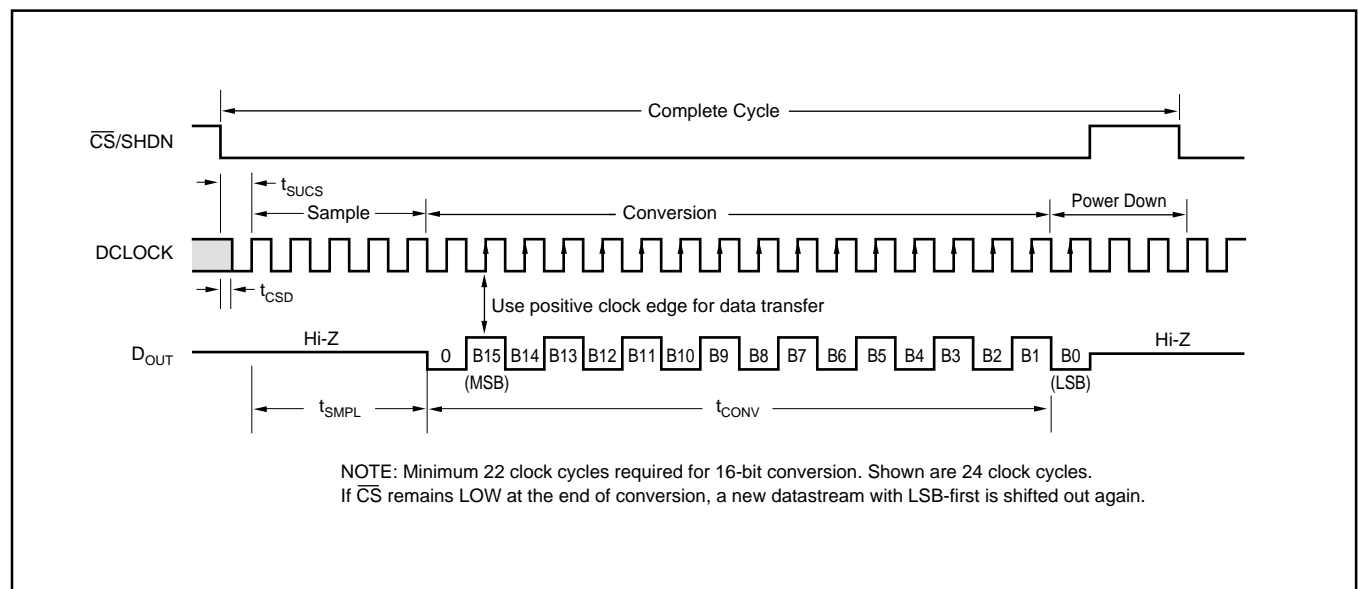 Complete Cycle
CS/SHDN
tSUCS
Sample
Conversion
Power Down
DCLOCK
tCSD
Use positive clock edge for data transfer
Hi-Z
Hi-Z
DOUT
0 B15 B14 B13 B12 B11 B10 B9 B8 B7 B6 B5 B4 B3 B2 B1 B0
(MSB)
(LSB)
tSMPL
tCONV
NOTE: Minimum 22 clock cycles required for 16-bit conversion. Shown are 24 clock cycles.
If CS remains LOW at the end of conversion, a new datastream with LSB-first is shifted out again.